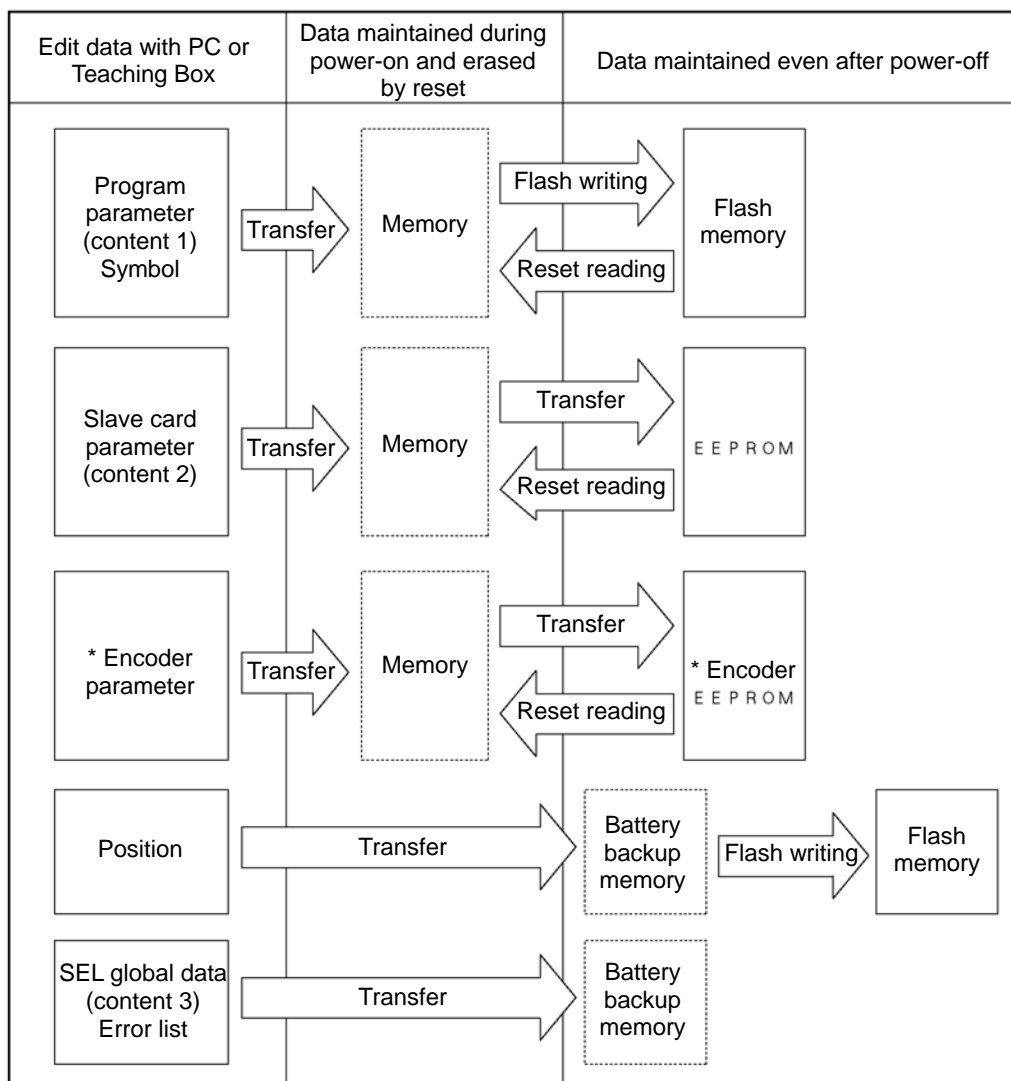 Edit data with PC or
Teaching Box
Data maintained during
power-on and erased
by reset
Data maintained even after power-off
Program
parameter
(content 1)
Symbol
Transfer
Memory
Flash writing
Reset reading
Flash
memory
Slave card
parameter
(content 2)
Transfer
Memory
Transfer
Reset reading
EEPROM
* Encoder
parameter
Transfer
Memory
Transfer
Reset reading
* Encoder
EEPROM
Position
Transfer
Battery
backup
memory
Flash writing
Flash
memory
SEL global data
(content 3)
Error list
Transfer
Battery
backup
memory